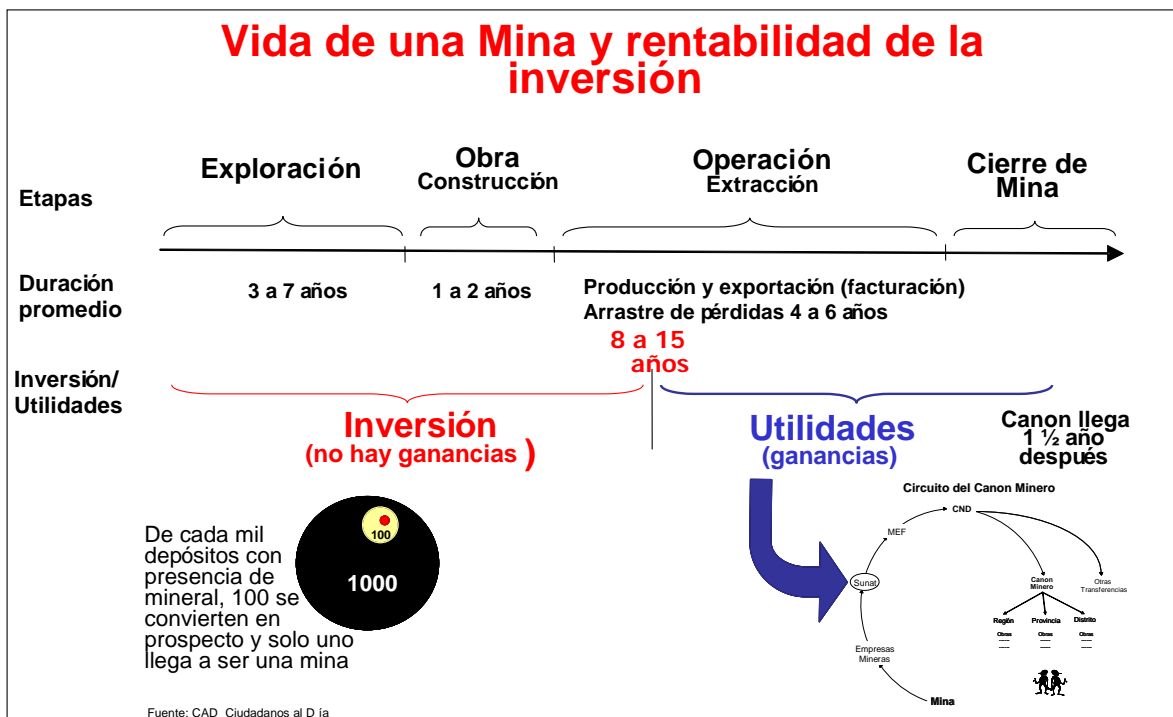 Vida de una Mina y rentabilidad de la
inversión
Etapas
Exploración
Obra
Construcción
Operación
Extracción
Cierre de
Mina
Duración
promedio
3 a 7 años
1 a 2 años
Producción y exportación (facturación)
Arrastre de pérdidas 4 a 6 años
8 a 15
años
Inversión/
Utilidades
Inversión
(no hay ganancias )
Utilidades
(ganancias)
Canon llega
1 ½ año
después
De cada mil
depósitos con
presencia de
mineral, 100 se
convierten en
prospecto y solo uno
llega a ser una mina
100
1000
Circuito del Canon Minero
CND
MEF
Sunat
Empresas
Mineras
Mina
Canon
Minero
Otras
Transferencias
Región
Obras
Provincia
Obras
Distrito
Obras
Fuente: CAD Ciudadanos al D ía